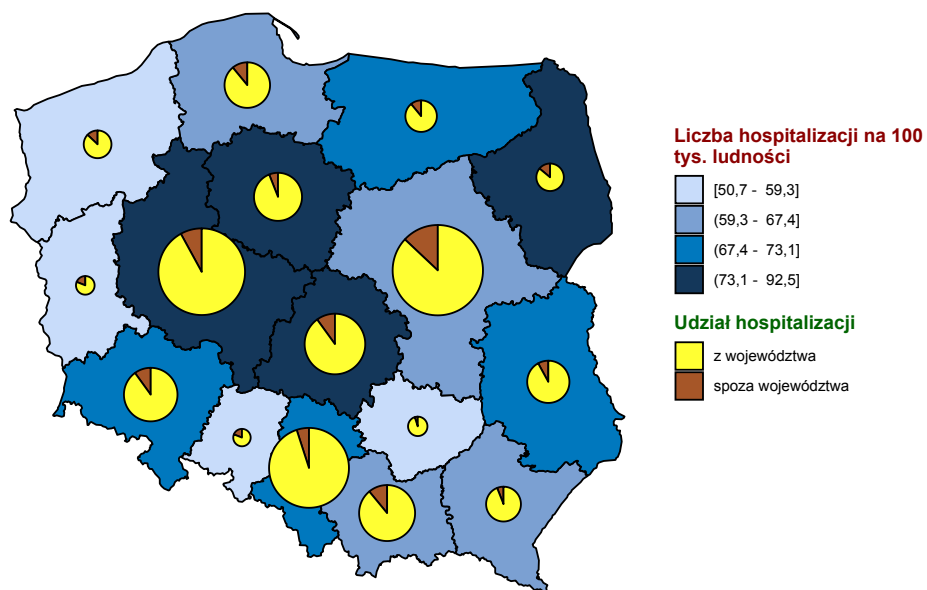 Liczba hospitalizacji na 100
tys. ludności
[50,7 - 59,3]
(59,3 - 67,4]
(67,4 - 73,1]
(73,1 - 92,5]
Udział hospitalizacji
z województwa
spoza województwa